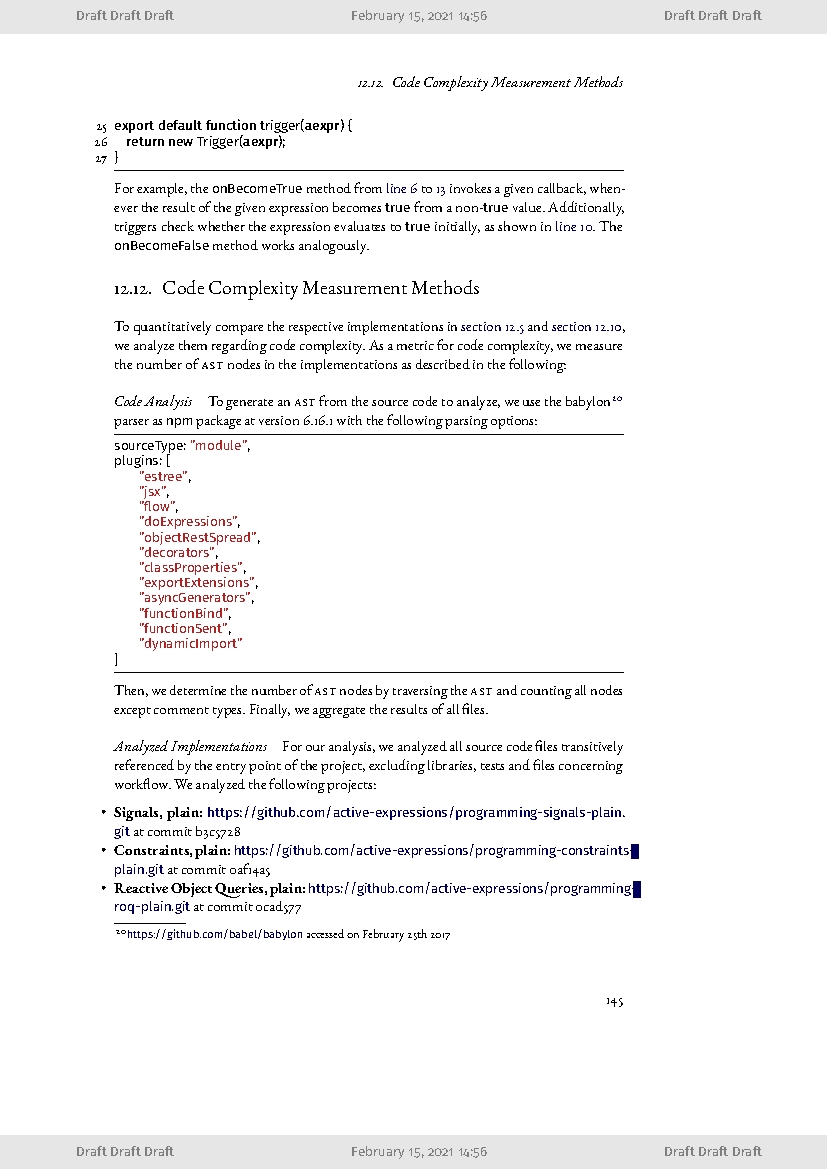 Draft Draft Draft February 15, 2021 14:56 Draft Draft Draft
12.12. Code Complexity Measurement Methods
25 export default function trigger(aexpr) {
26 return new Trigger(aexpr);
27 }
For example, the onBecomeTrue method from line 6 to 13 invokes a given callback, when-
ever the result of the given expression becomes true from a non-true value. Additionally,
triggers check whether the expression evaluates to true initially, as shown in line 10. The
onBecomeFalse method works analogously.
12.12. Code Complexity Measurement Methods
To quantitatively compare the respective implementations in section 12.5 and section 12.10,
we analyze them regarding code complexity. As a metric for code complexity, we measure
the number of AST nodes in the implementations as described in the following:
Code Analysis To generate an AST from the source code to analyze, we use the babylon20
parser as npm package at version 6.16.1 with the following parsing options:
sourceType: "module",
plugins: [
"estree",
"jsx",
"flow",
"doExpressions",
"objectRestSpread",
"decorators",
"classProperties",
"exportExtensions",
"asyncGenerators",
"functionBind",
"functionSent",
"dynamicImport"
]
Then, we determine the number of AST nodes by traversing the AST and counting all nodes
except comment types. Finally, we aggregate the results of all files.
Analyzed Implementations For our analysis, we analyzed all source code files transitively
referenced by the entry point of the project, excluding libraries, tests and files concerning
workflow. We analyzed the following projects:
• Signals, plain: https://github.com/active-expressions/programming-signals-plain.
git at commit b3c5728
• Constraints, plain: https://github.com/active-expressions/programming-constraints-
plain.git at commit 0af14a5
• Reactive Object Queries, plain: https://github.com/active-expressions/programming-
roq-plain.git at commit 0cad577
20https://github.com/babel/babylon accessed on February 25th 2017
145
Draft Draft Draft February 15, 2021 14:56 Draft Draft Draft